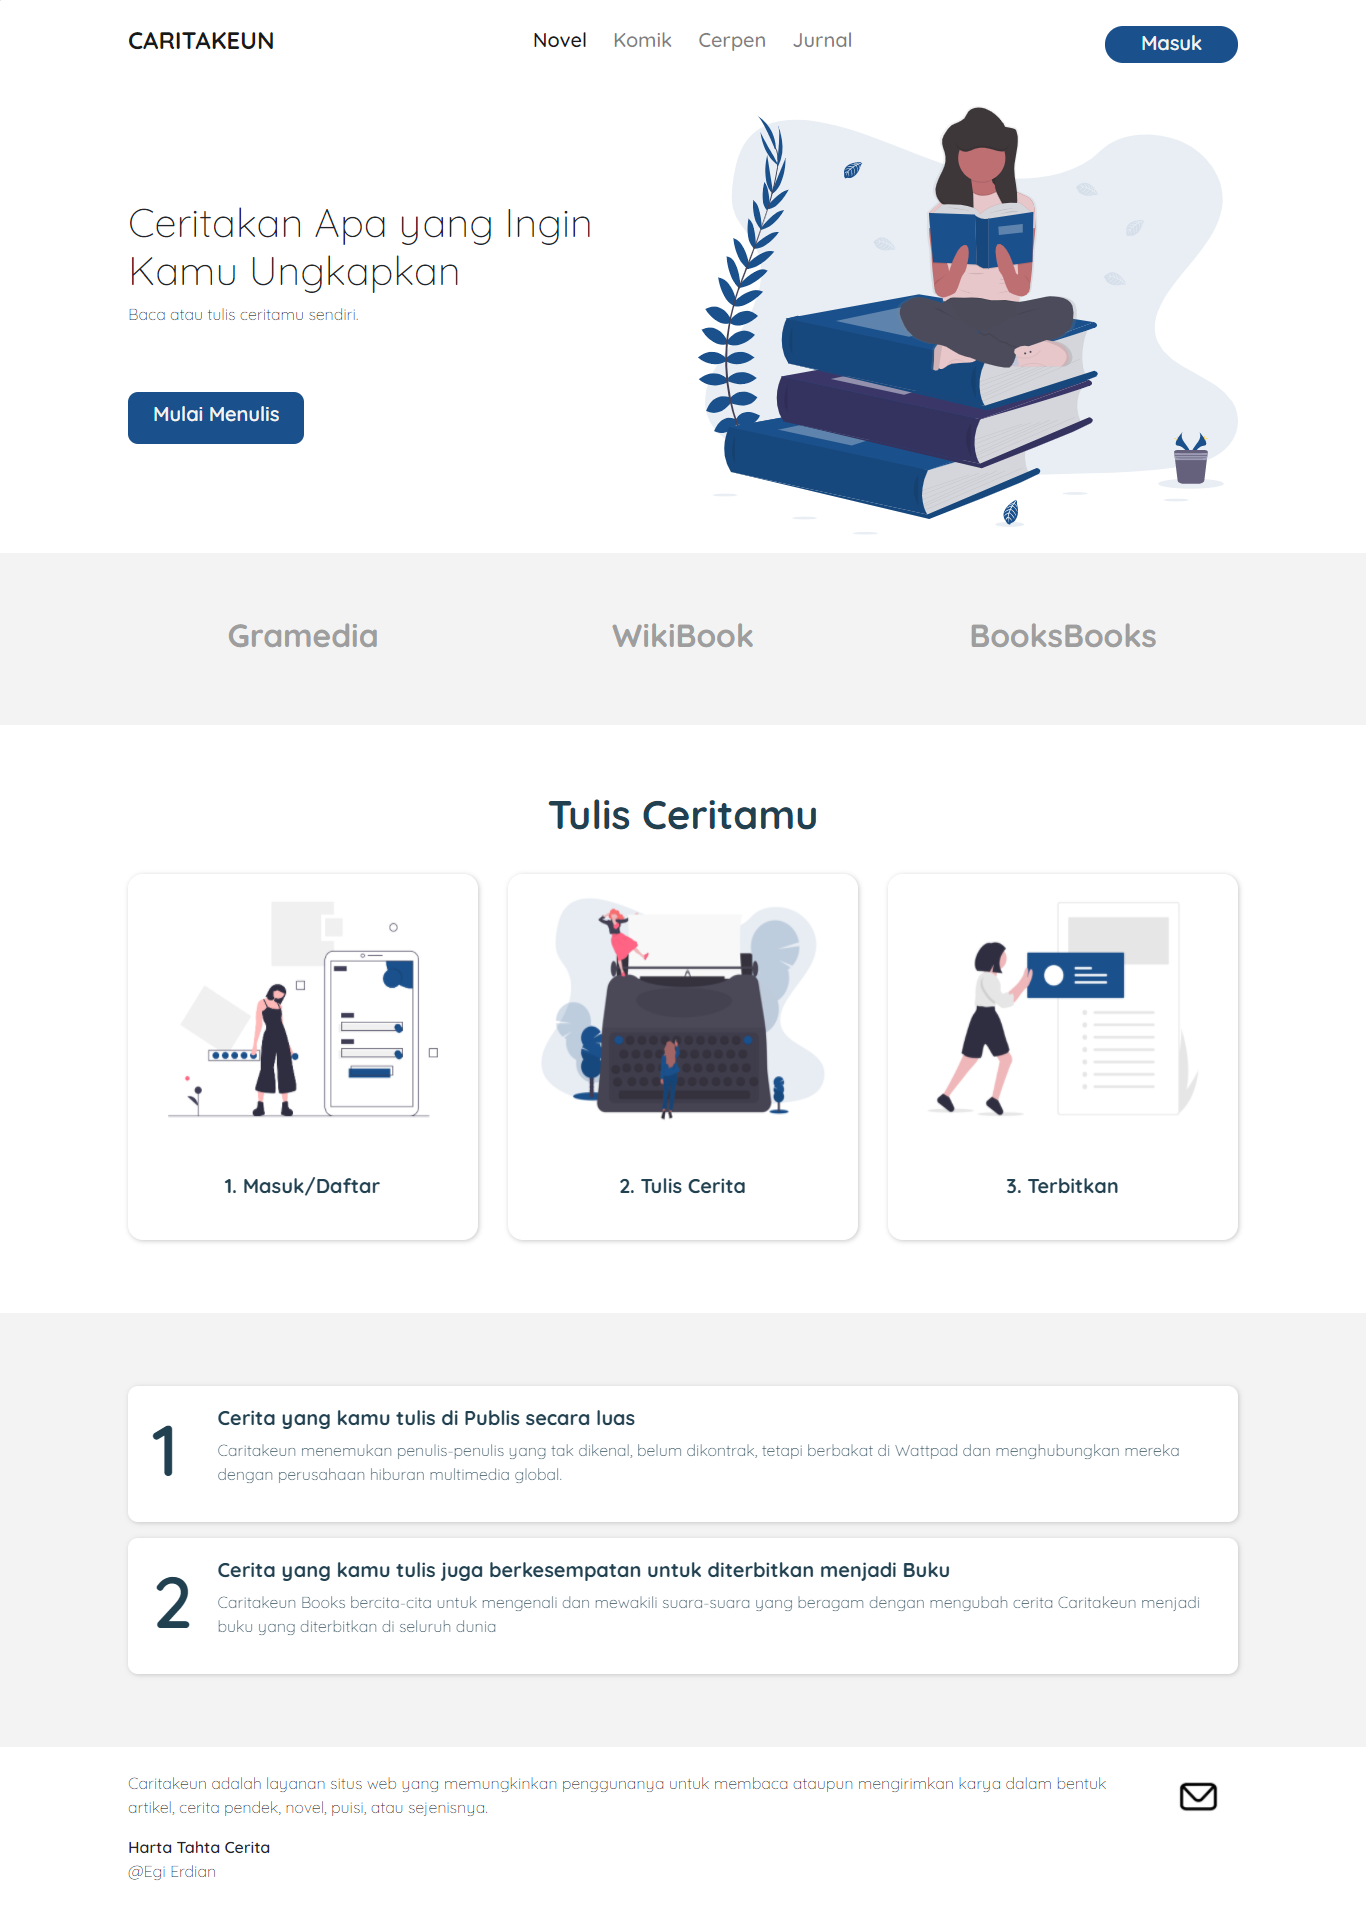 CARITAKEUN
Novel Komik Cerpen Jurnal
Masuk
Ceritakan Apa yang Ingin
Kamu Ungkapkan
Baca atau tulis ceritamu sendiri.
Mulai Menulis
Gramedia
WikiBook
BooksBooks
Tulis Ceritamu
1. Masuk/Daftar
2. Tulis Cerita
3. Terbitkan
1
Cerita yang kamu tulis di Publis secara luas
Caritakeun menemukan penulis-penulis yang tak dikenal, belum dikontrak, tetapi berbakat di Wattpad dan menghubungkan mereka
dengan perusahaan hiburan multimedia global.
2
Cerita yang kamu tulis juga berkesempatan untuk diterbitkan menjadi Buku
Caritakeun Books bercita-cita untuk mengenali dan mewakili suara-suara yang beragam dengan mengubah cerita Caritakeun menjadi
buku yang diterbitkan di seluruh dunia
Caritakeun adalah layanan situs web yang memungkinkan penggunanya untuk membaca ataupun mengirimkan karya dalam bentuk
artikel, cerita pendek, novel, puisi, atau sejenisnya.
Harta Tahta Cerita
@Egi Erdian